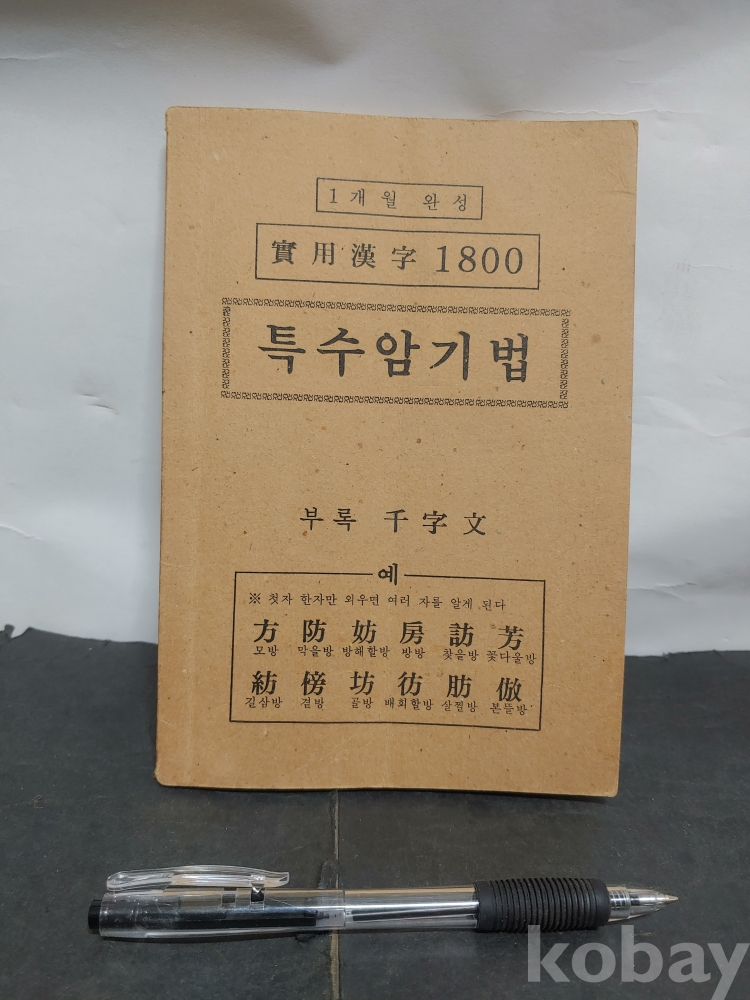 1개월 완성
實用漢字 1800
특수암기법
부록 千字文
예
※ 첫자 한자만 외우면 여러 자를 알게 된다
方 防 妨 房 訪 芳
모방 막을방 방해할방 방방 찾을방 꽃다울방
紡 傍 坊 彷 肪 倣
길삼방 곁방 골방 배회할방 살찔방 본뜰방
kobay